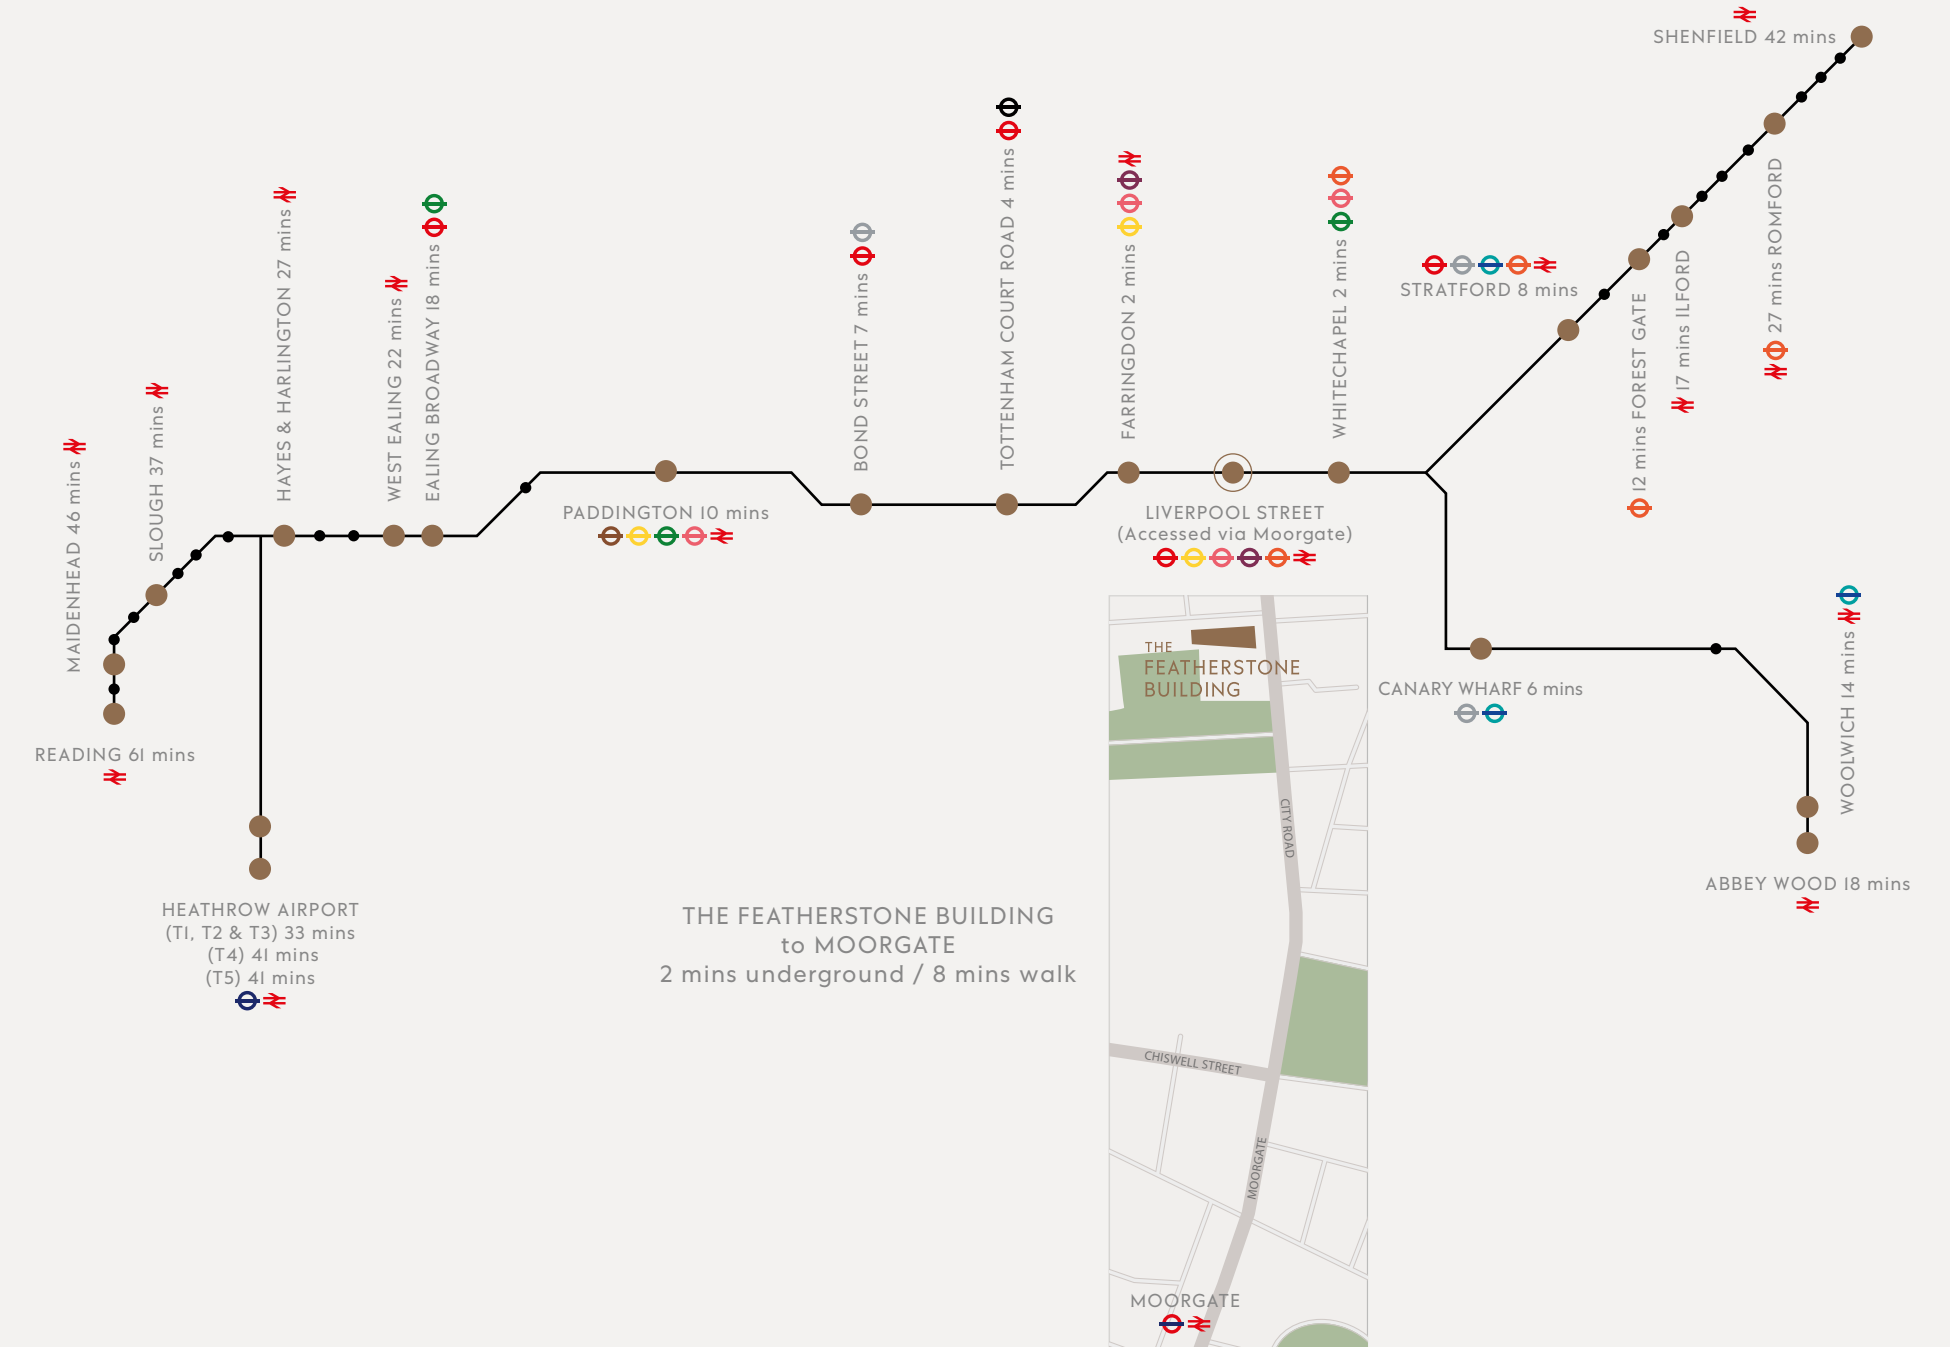 SHENFIELD 42 mins
TOTTENHAM COURT ROAD 4 mins
FARRINGDON 2 mins
27 mins ROMFORD
HAYES & HARLINGTON 27 mins
EALING BROADWAY 18 mins
WEST EALING 22 mins
BOND STREET 7 mins
WHITECHAPEL 2 mins
STRATFORD 8 mins
17 mins ILFORD
12 mins FOREST GATE
SLOUGH 37 mins
MAIDENHEAD 46 mins
PADDINGTON 10 mins
LIVERPOOL STREET
(Accessed via Moorgate)
THE
FEATHERSTONE
BUILDING
CANARY WHARF 6 mins
WOOLWICH 14 mins
READING 61 mins
CITY ROAD
ABBEY WOOD 18 mins
HEATHROW AIRPORT
(T1, T2 & T3) 33 mins
(T4) 41 mins
(T5) 41 mins
THE FEATHERSTONE BUILDING
to MOORGATE
2 mins underground / 8 mins walk
CHISWELL STREET
MOORGATE
MOORGATE